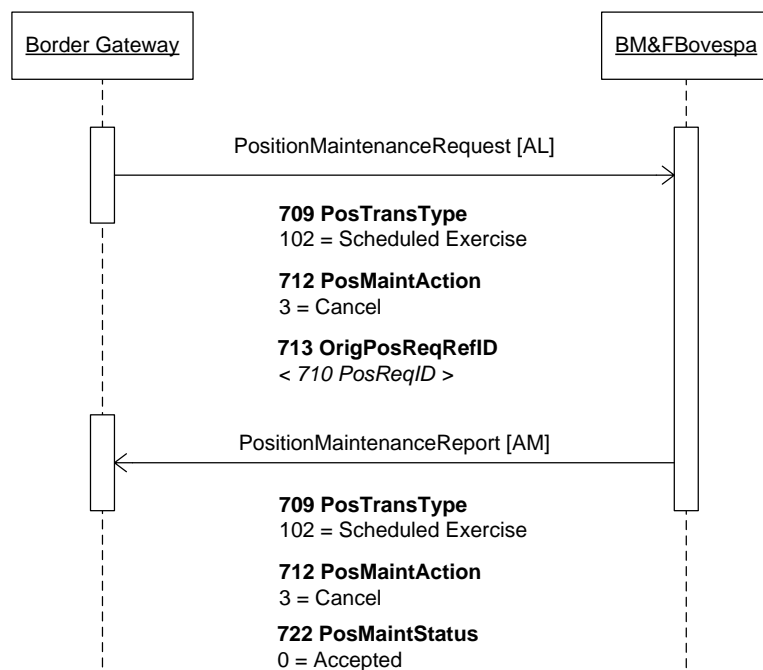 Border Gateway
BM&FBovespa
PositionMaintenanceRequest [AL]
709 PosTransType
102 = Scheduled Exercise
712 PosMaintAction
3 = Cancel
713 OrigPosReqRefID
< 710 PosReqID >
PositionMaintenanceReport [AM]
709 PosTransType
102 = Scheduled Exercise
712 PosMaintAction
3 = Cancel
722 PosMaintStatus
0 = Accepted